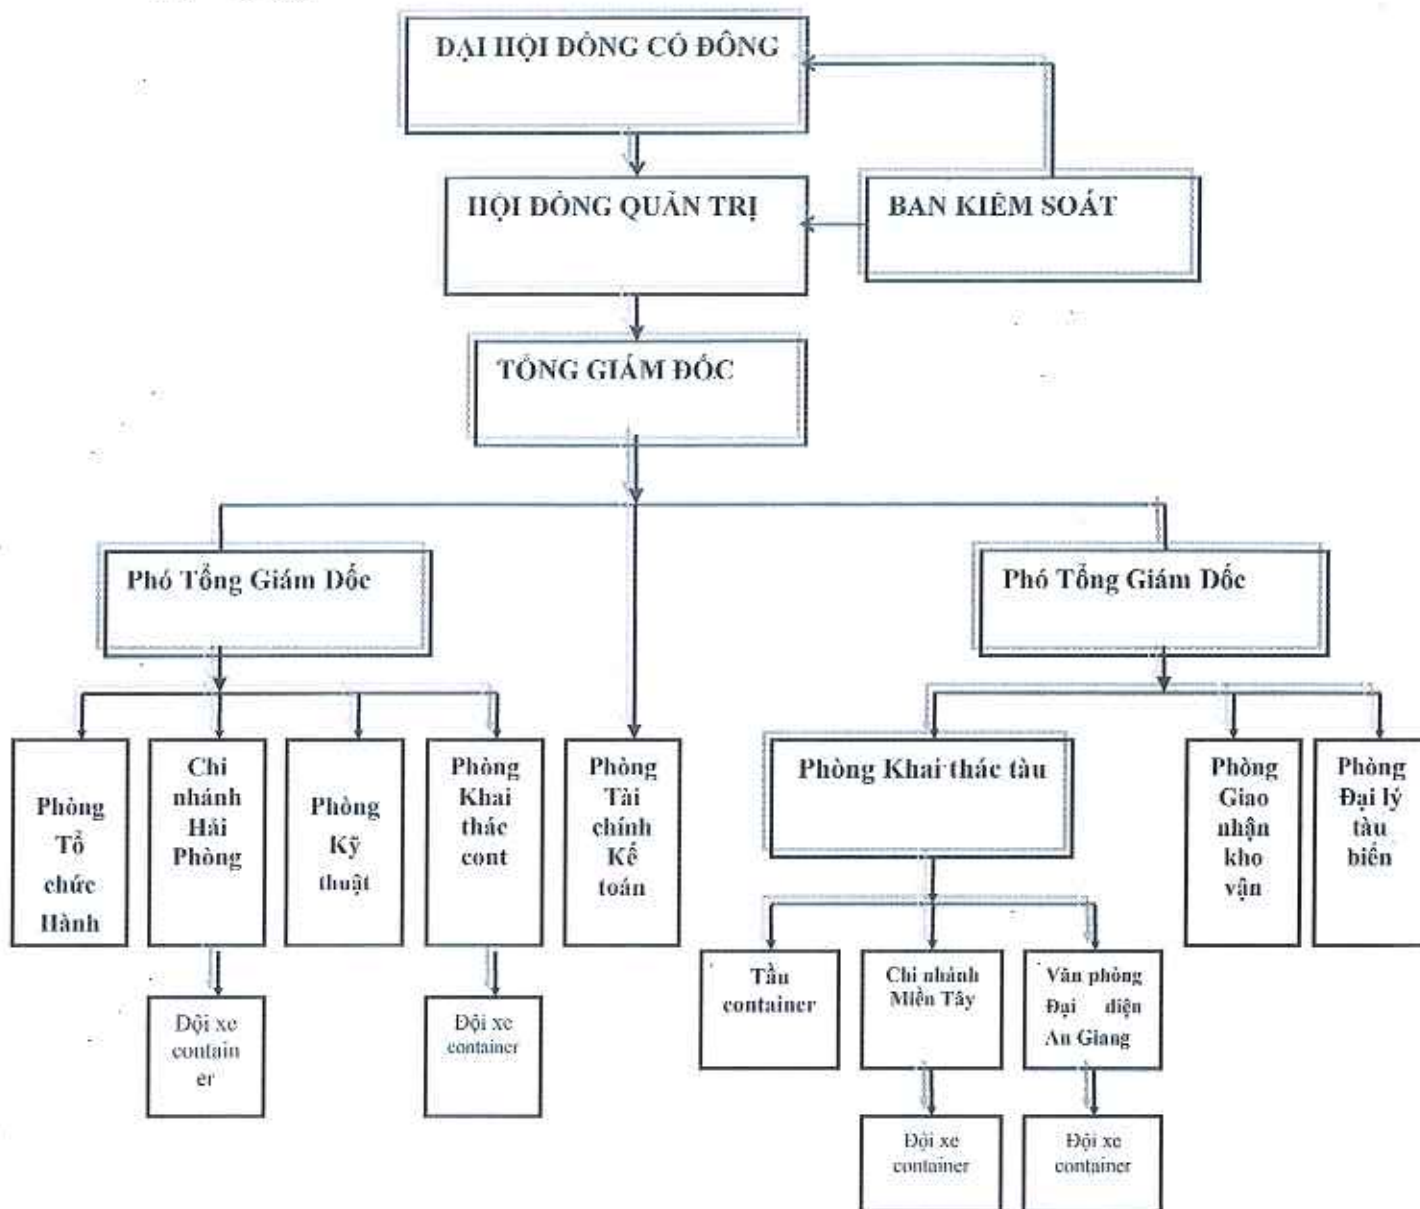 ĐẠI HỘI ĐỒNG CỔ ĐÔNG
HỘI ĐỒNG QUẢN TRỊ
BAN KIỂM SOÁT
TỔNG GIÁM ĐỐC
Phó Tổng Giám Đốc
Phó Tổng Giám Đốc
Phòng
Tổ
chức
Hành
Chi
nhánh
Hải
Phòng
Phòng
Kỹ
thuật
Phòng
Khai
thác
cont
Phòng
Tài
chính
Kế
toán
Phòng Khai thác tàu
Phòng
Giao
nhận
kho
vận
Phòng
Đại lý
tàu
biển
Đội xe
contain
er
Đội xe
container
Tầu
container
Chi nhánh
Miền Tây
Văn phòng
Đại diện
An Giang
Đội xe
container
Đội xe
container